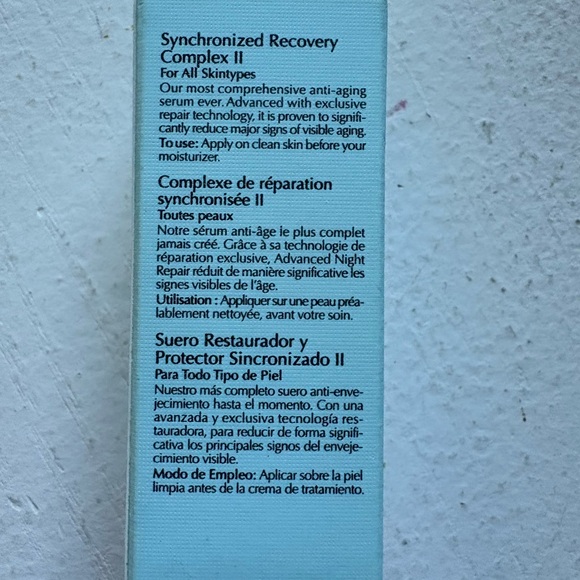 Synchronized Recovery
Complex II
For All Skintypes
Our most comprehensive anti-aging
serum ever. Advanced with exclusive
repair technology, it is proven to signifi-
cantly reduce major signs of visible aging.
To use: Apply on clean skin before your
moisturizer.
Complexe de réparation
synchronisée II
Toutes peaux
Notre sérum anti-âge le plus complet
jamais créé. Grâce à sa technologie de
réparation exclusive, Advanced Night
Repair réduit de manière significative les
signes visibles de l'âge.
Utilisation : Appliquer sur une peau préa-
lablement nettoyée, avant votre soin.
Suero Restaurador y
Protector Sincronizado II
Para Todo Tipo de Piel
Nuestro más completo suero anti-enve-
jecimiento hasta el momento. Con una
avanzada y exclusiva tecnología res-
tauradora, para reducir de forma signifi-
cativa los principales signos del enveje-
cimiento visible.
Modo de Empleo: Aplicar sobre la piel
limpia antes de la crema de tratamiento.